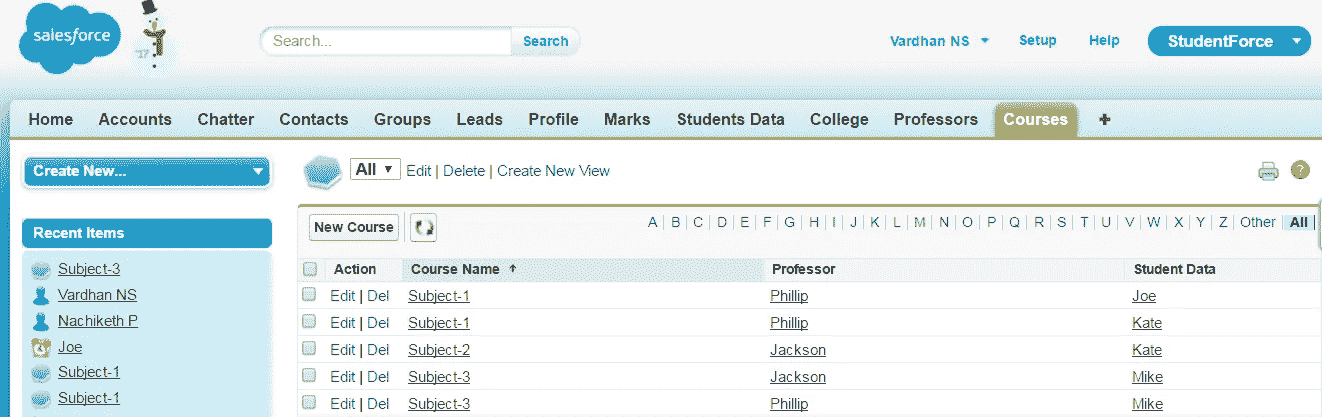 salesforce
'17
Search...
Search
Vardhan NS
Setup
Help
StudentForce
Home Accounts Chatter Contacts Groups Leads Profile Marks Students Data College Professors Courses +
Create New...
All Edit | Delete | Create New View
?
New Course
A B C D E F G H I J K L M N O P Q R S T U V W X Y Z Other All
Recent Items
Subject-3
Vardhan NS
Nachiketh P
Joe
Subject-1
Subject-1
Action Course Name ↑ Professor Student Data
Edit | Del Subject-1 Phillip Joe
Edit | Del Subject-1 Phillip Kate
Edit | Del Subject-2 Jackson Kate
Edit | Del Subject-3 Jackson Mike
Edit | Del Subject-3 Phillip Mike